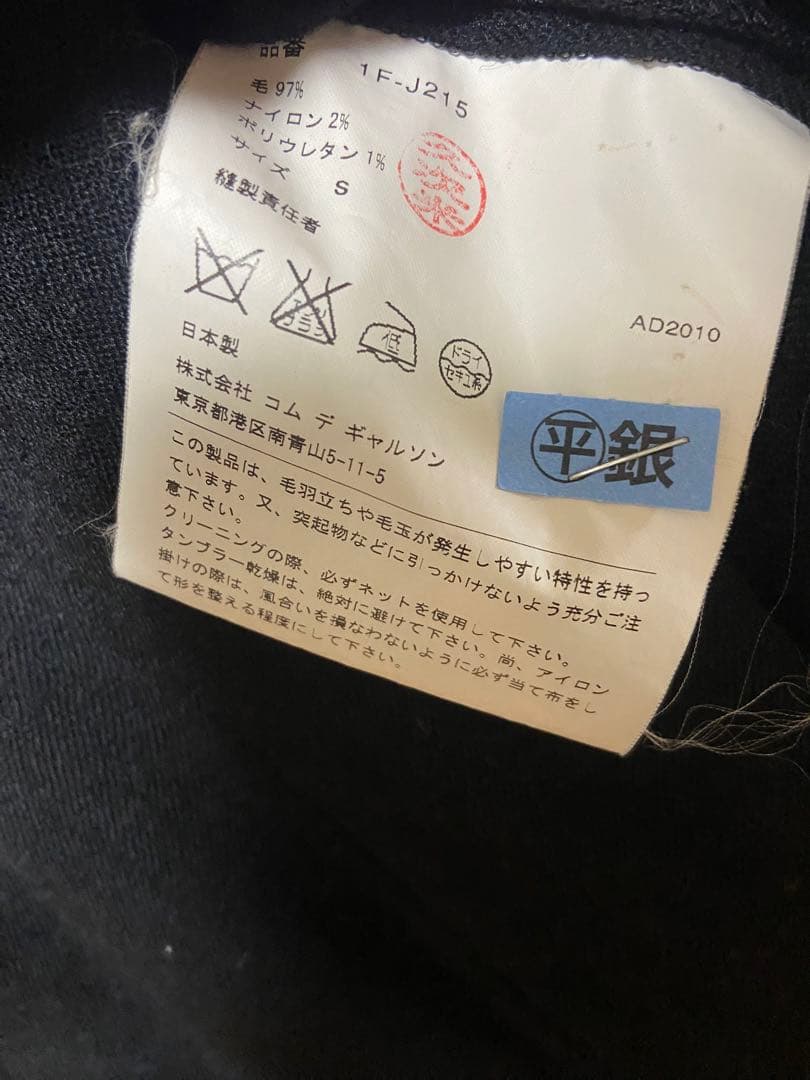 品番 1F-J215
毛 97%
ナイロン 2%
ポリウレタン 1%
サイズ S
縫製責任者
エンソ
フラン
低
ドライ
セキユ系
AD2010
日本製
株式会社 コム デ ギャルソン
東京都港区南青山5-11-5
平 銀
この製品は、毛羽立ちや毛玉が発生しやすい特性を持っ
ています。又、突起物などに引っかけないよう充分ご注
意下さい。
クリーニングの際、必ずネットを使用して下さい。
タンブラー乾燥は、絶対に避けて下さい。尚、アイロン
掛けの際は、風合いを損なわないように必ず当て布をし
て形を整える程度にして下さい。